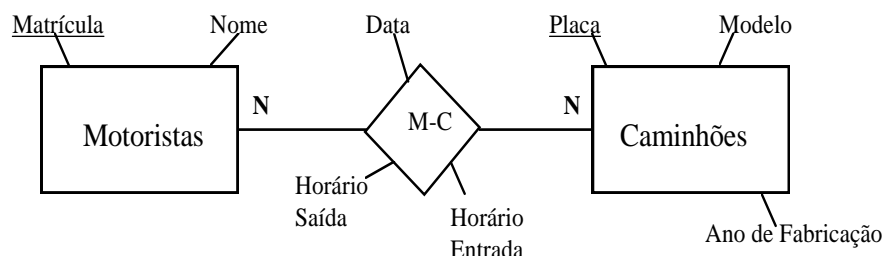 Matrícula Nome Data Placa Modelo
N N
Motoristas M-C Caminhões
Horário
Saída
Horário
Entrada
Ano de Fabricação